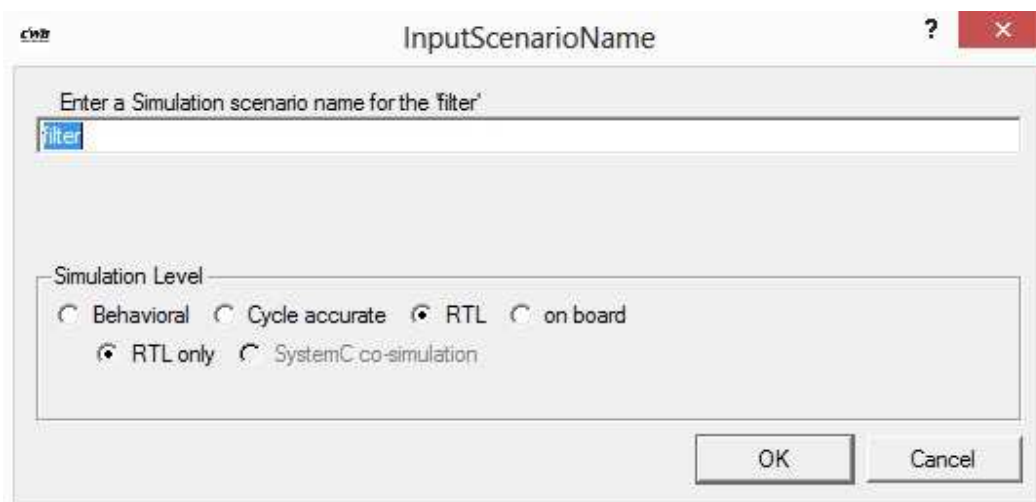 CWB
InputScenarioName ?
Enter a Simulation scenario name for the 'filter'
filter
Simulation Level
Behavioral Cycle accurate RTL on board
RTL only SystemC co-simulation
OK Cancel